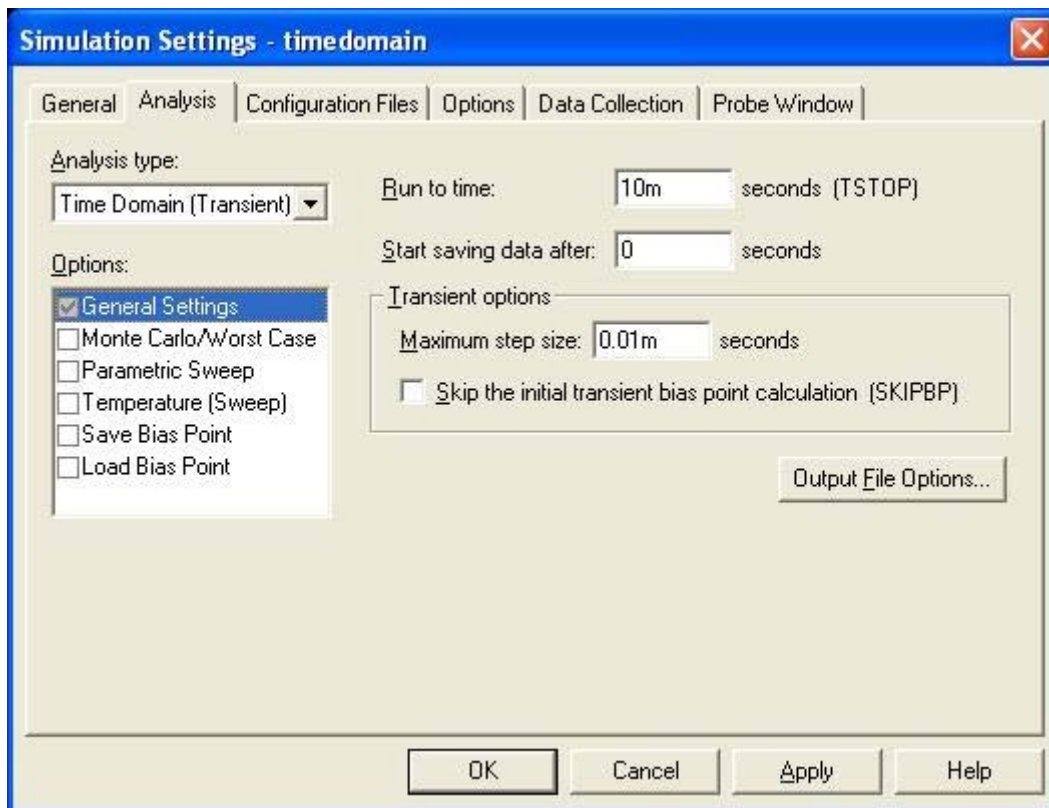 Simulation Settings - timedomain
General Analysis Configuration Files Options Data Collection Probe Window
Analysis type:
Time Domain (Transient)
Options:
General Settings
Monte Carlo/Worst Case
Parametric Sweep
Temperature (Sweep)
Save Bias Point
Load Bias Point
Run to time: 10m seconds (TSTOP)
Start saving data after: 0 seconds
Transient options
Maximum step size: 0.01m seconds
Skip the initial transient bias point calculation (SKIPBP)
Output File Options...
OK Cancel Apply Help